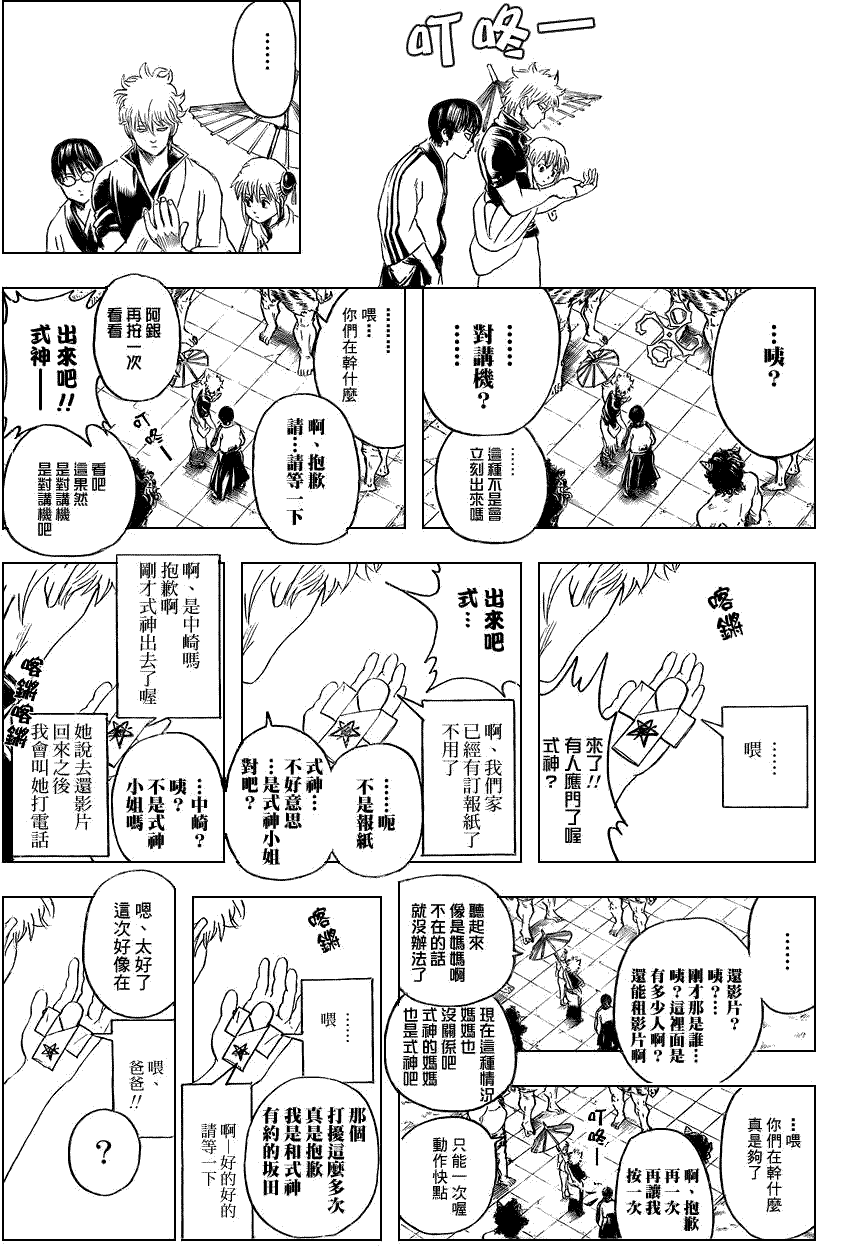 叮咚—
……
…咦？
……
對講機？
……
……
這種不是會
立刻出來嗎
………
喂…
你們在幹什麼
啊、抱歉
請…請等一下
阿銀
再按一次
看看
叮
咚—
出來吧!!
式神——
看吧
這果然
是對講機
是對講機吧
喀鏘
喂……
來了!!
有人應門了喔
式神？
出來吧
式…
啊、我們家
已經有訂報紙了
不用了
……呃
不是報紙
式神…
不好意思
…是式神小姐
對吧？
啊、是中崎嗎
抱歉啊
剛才式神出去了喔
…中崎？
咦？
不是式神
小姐嗎
她說去還影片
回來之後
我會叫她打電話
喀鏘
喀鏘
……
還影片？
咦？…
剛才那是誰…
咦？這裡面是
有多少人啊？
還能租影片啊
聽起來
像是媽媽啊
不在的話
就沒辦法了
現在這種情況
媽媽也
沒關係吧
式神的媽媽
也是式神吧
…喂
你們在幹什麼
真是夠了
啊、抱歉
再一次
再讓我
按一次
叮
咚—
只能一次喔
動作快點
喀鏘
喂……
那個
打擾這麼多次
真是抱歉
我是和式神
有約的坂田
啊—好的好的
請等一下
嗯、太好了
這次好像在
喂、
爸爸!!
？